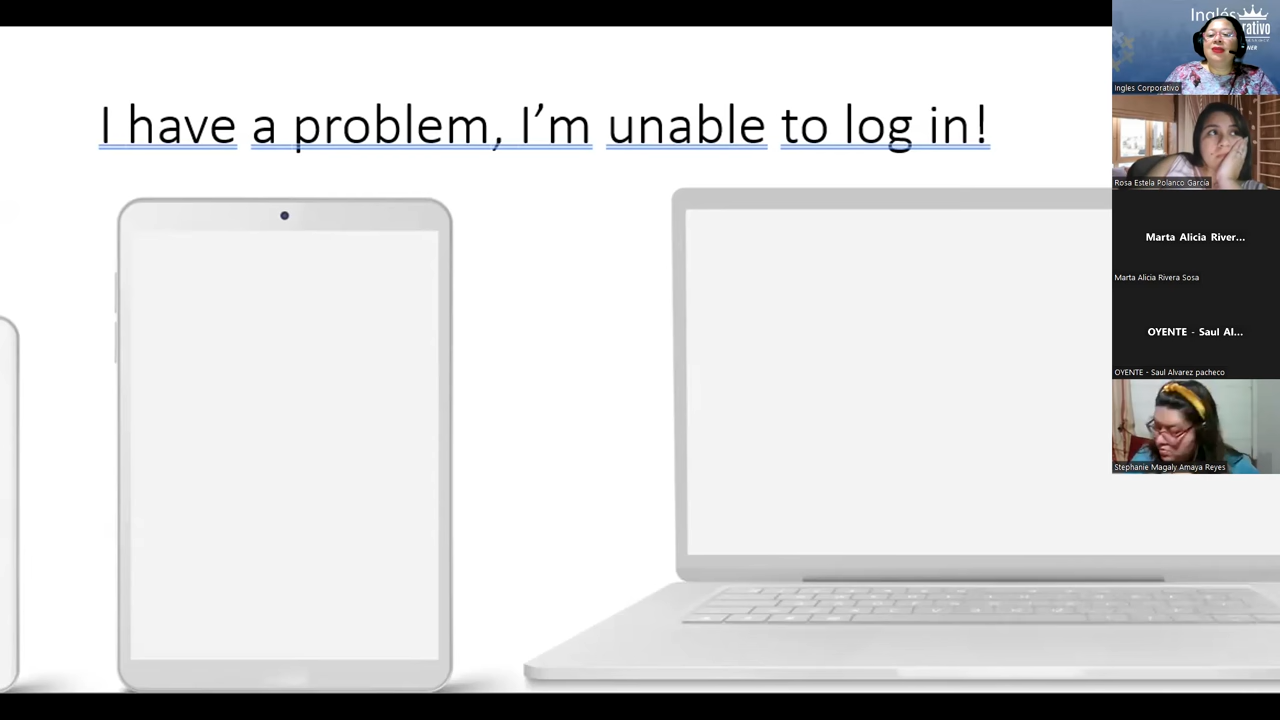 I have a problem, I'm unable to log in!
Inglés
Ingles Corporativo
Rosa Estela Polanco García
Marta Alicia River...
Marta Alicia Rivera Sosa
OYENTE - Saul Al...
OYENTE - Saul Alvarez pacheco
Stephanie Magaly Amaya Reyes